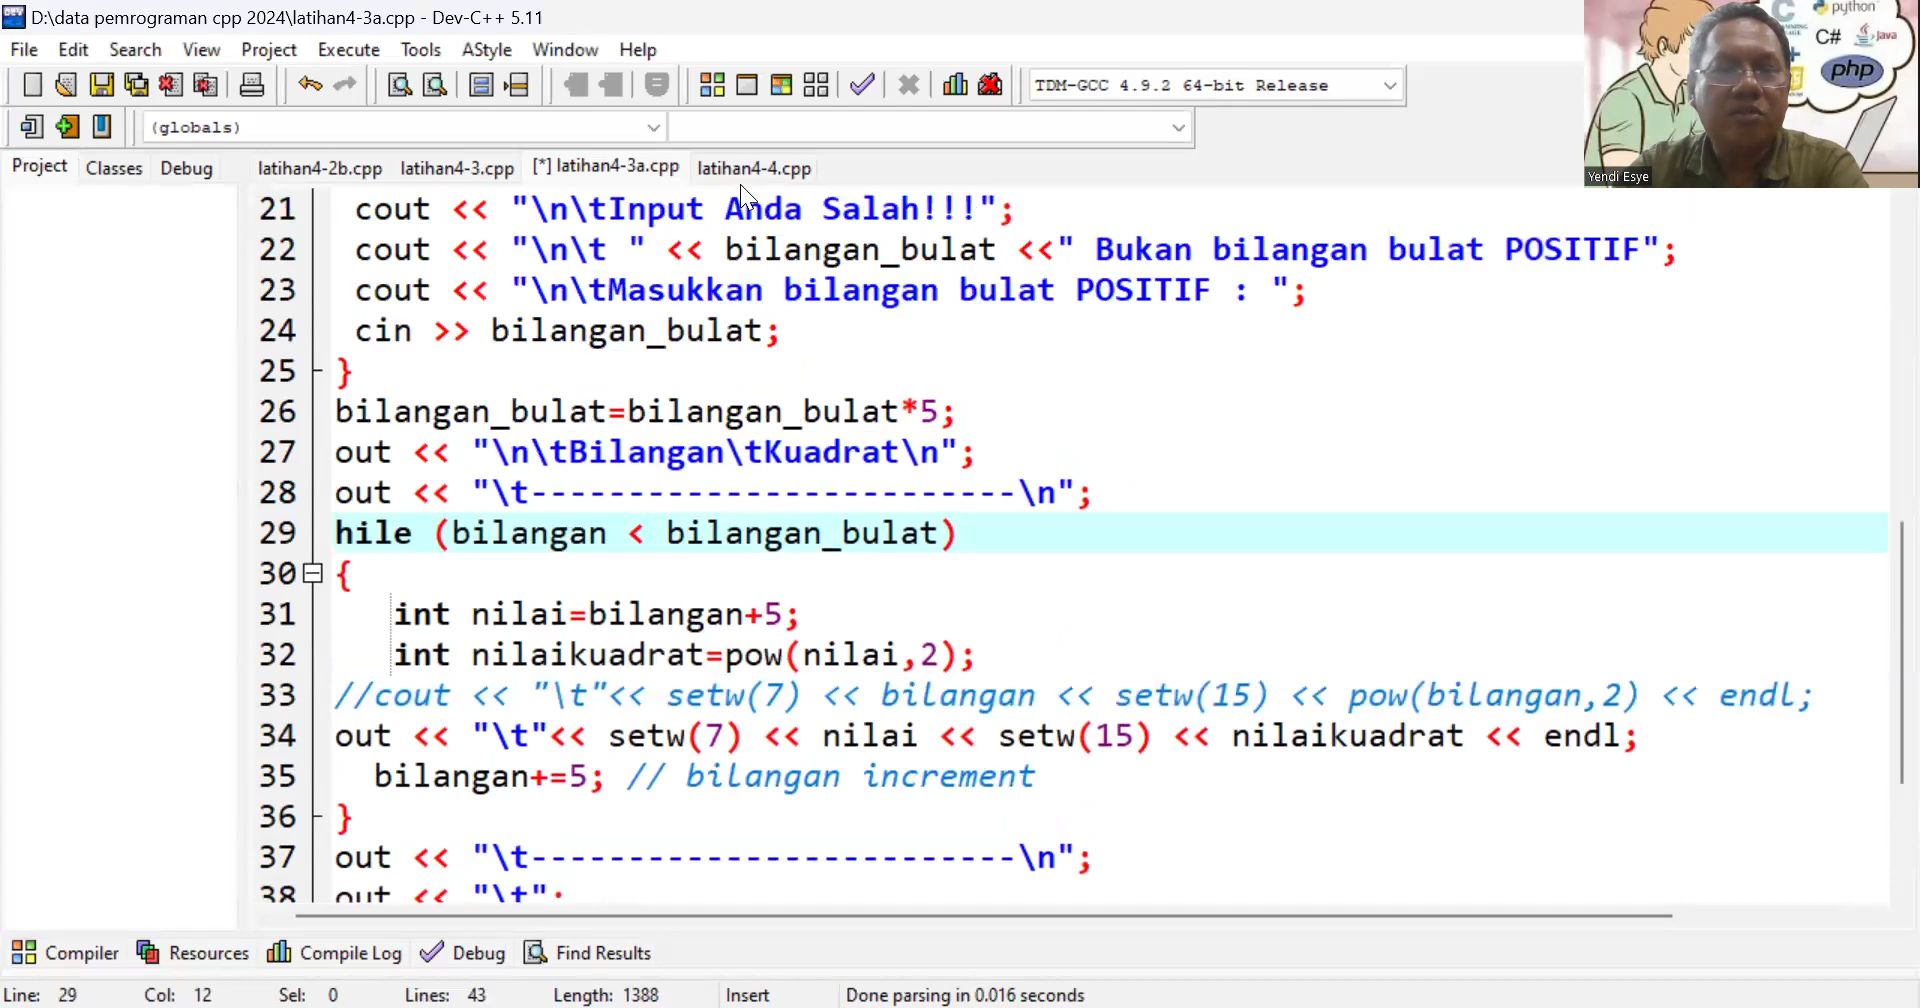 D:\data pemrograman cpp 2024\latihan4-3a.cpp - Dev-C++ 5.11
File Edit Search View Project Execute Tools AStyle Window Help
TDM-GCC 4.9.2 64-bit Release
(globals)
Project Classes Debug latihan4-2b.cpp latihan4-3.cpp [*] latihan4-3a.cpp latihan4-4.cpp
C python
C# Java
php
Yendi Esye
21 cout << "\n\tInput Anda Salah!!!";
22 cout << "\n\t " << bilangan_bulat <<" Bukan bilangan bulat POSITIF";
23 cout << "\n\tMasukkan bilangan bulat POSITIF : ";
24 cin >> bilangan_bulat;
25 }
26 bilangan_bulat=bilangan_bulat*5;
27 out << "\n\tBilangan\tKuadrat\n";
28 out << "\t-------------------------\n";
29 hile (bilangan < bilangan_bulat)
30 {
31 int nilai=bilangan+5;
32 int nilaikuadrat=pow(nilai,2);
33 //cout << "\t"<< setw(7) << bilangan << setw(15) << pow(bilangan,2) << endl;
34 out << "\t"<< setw(7) << nilai << setw(15) << nilaikuadrat << endl;
35 bilangan+=5; // bilangan increment
36 }
37 out << "\t-------------------------\n";
38 out << "\t";
Compiler Resources Compile Log Debug Find Results
Line: 29 Col: 12 Sel: 0 Lines: 43 Length: 1388 Insert Done parsing in 0.016 seconds